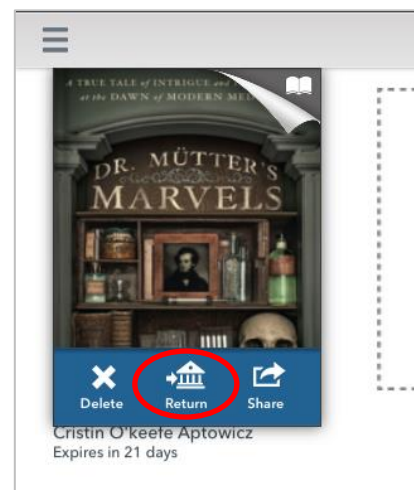 A TRUE TALE of INTRIGUE and
at the DAWN of MODERN MED
DR. MÜTTER'S
MARVELS
Delete Return Share
Cristin O'keefe Aptowicz
Expires in 21 days